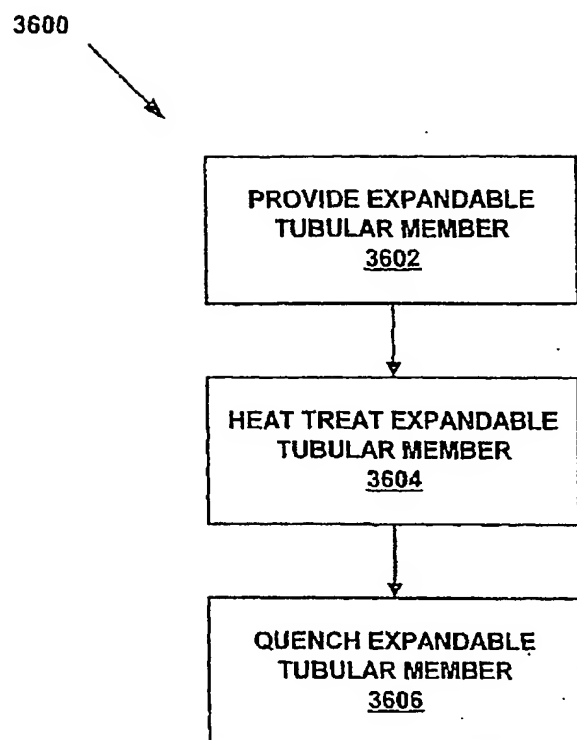 3600
PROVIDE EXPANDABLE
TUBULAR MEMBER
3602
HEAT TREAT EXPANDABLE
TUBULAR MEMBER
3604
QUENCH EXPANDABLE
TUBULAR MEMBER
3606